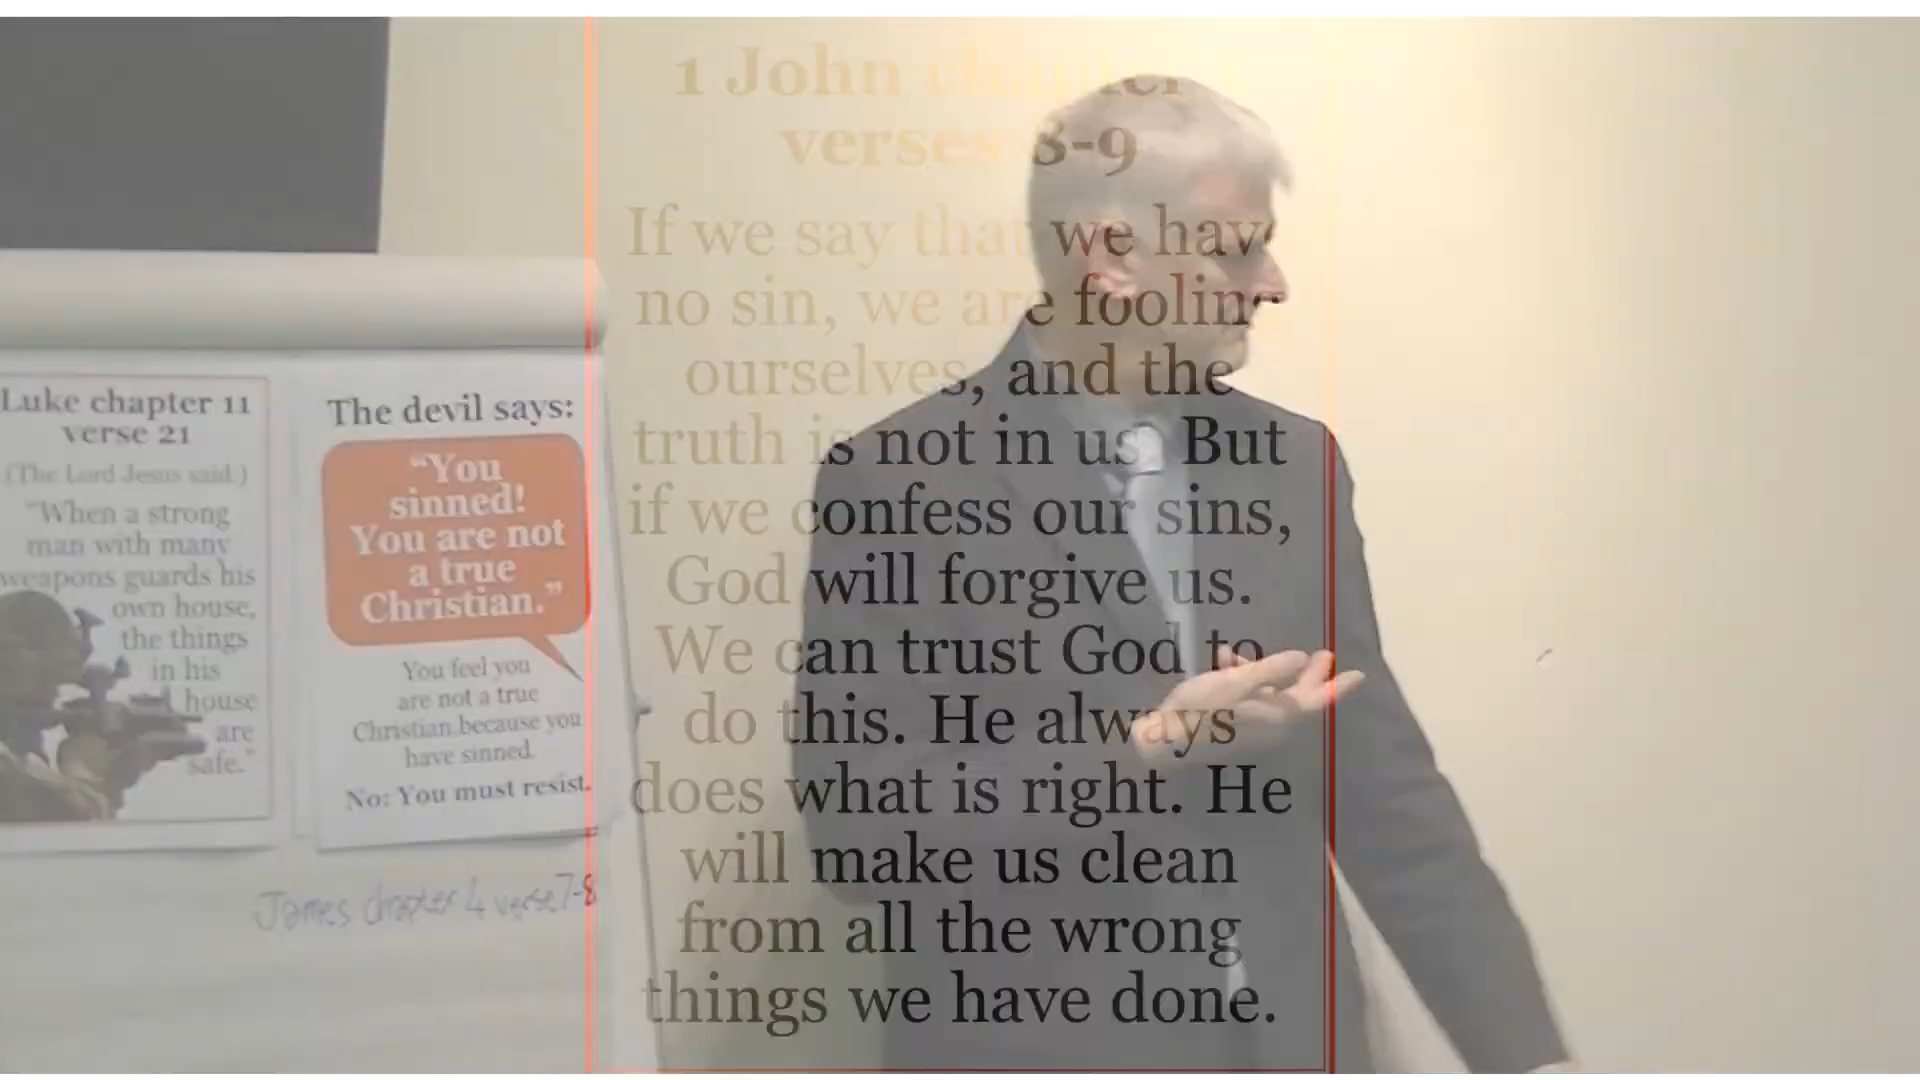 Luke chapter 11
verse 21
(The Lord Jesus said.)
"When a strong
man with many
weapons guards his
own house,
the things
in his
house
are
safe."
The devil says:
"You
sinned!
You are not
a true
Christian."
You feel you
are not a true
Christian because you
have sinned.
No: You must resist.
James chapter 4 verse 7-8
1 John chapter
verses 8-9
If we say that we have
no sin, we are fooling
ourselves, and the
truth is not in us. But
if we confess our sins,
God will forgive us.
We can trust God to
do this. He always
does what is right. He
will make us clean
from all the wrong
things we have done.